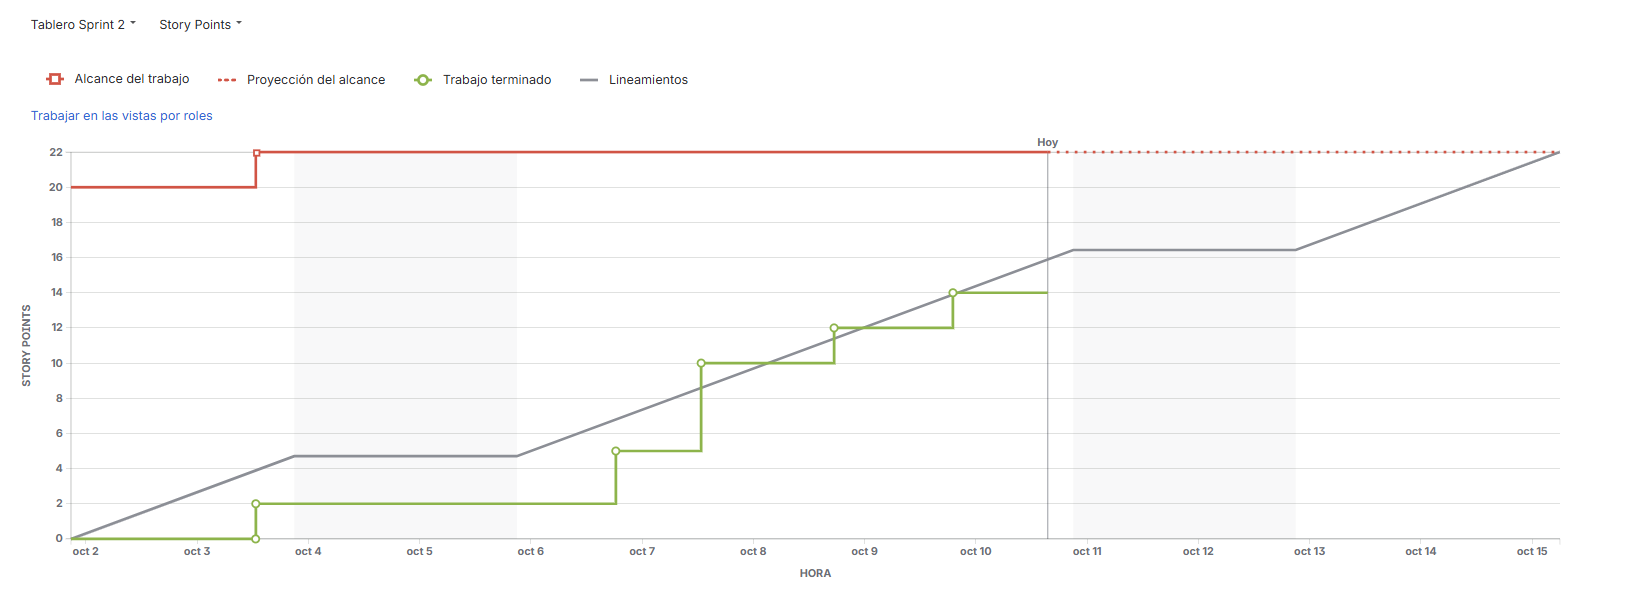 Tablero Sprint 2 Story Points
Alcance del trabajo Proyección del alcance Trabajo terminado Lineamientos
Trabajar en las vistas por roles
Hoy
22
20
18
16
14
12
10
8
6
4
2
0
STORY POINTS
oct 2 oct 3 oct 4 oct 5 oct 6 oct 7 oct 8 oct 9 oct 10 oct 11 oct 12 oct 13 oct 14 oct 15
HORA